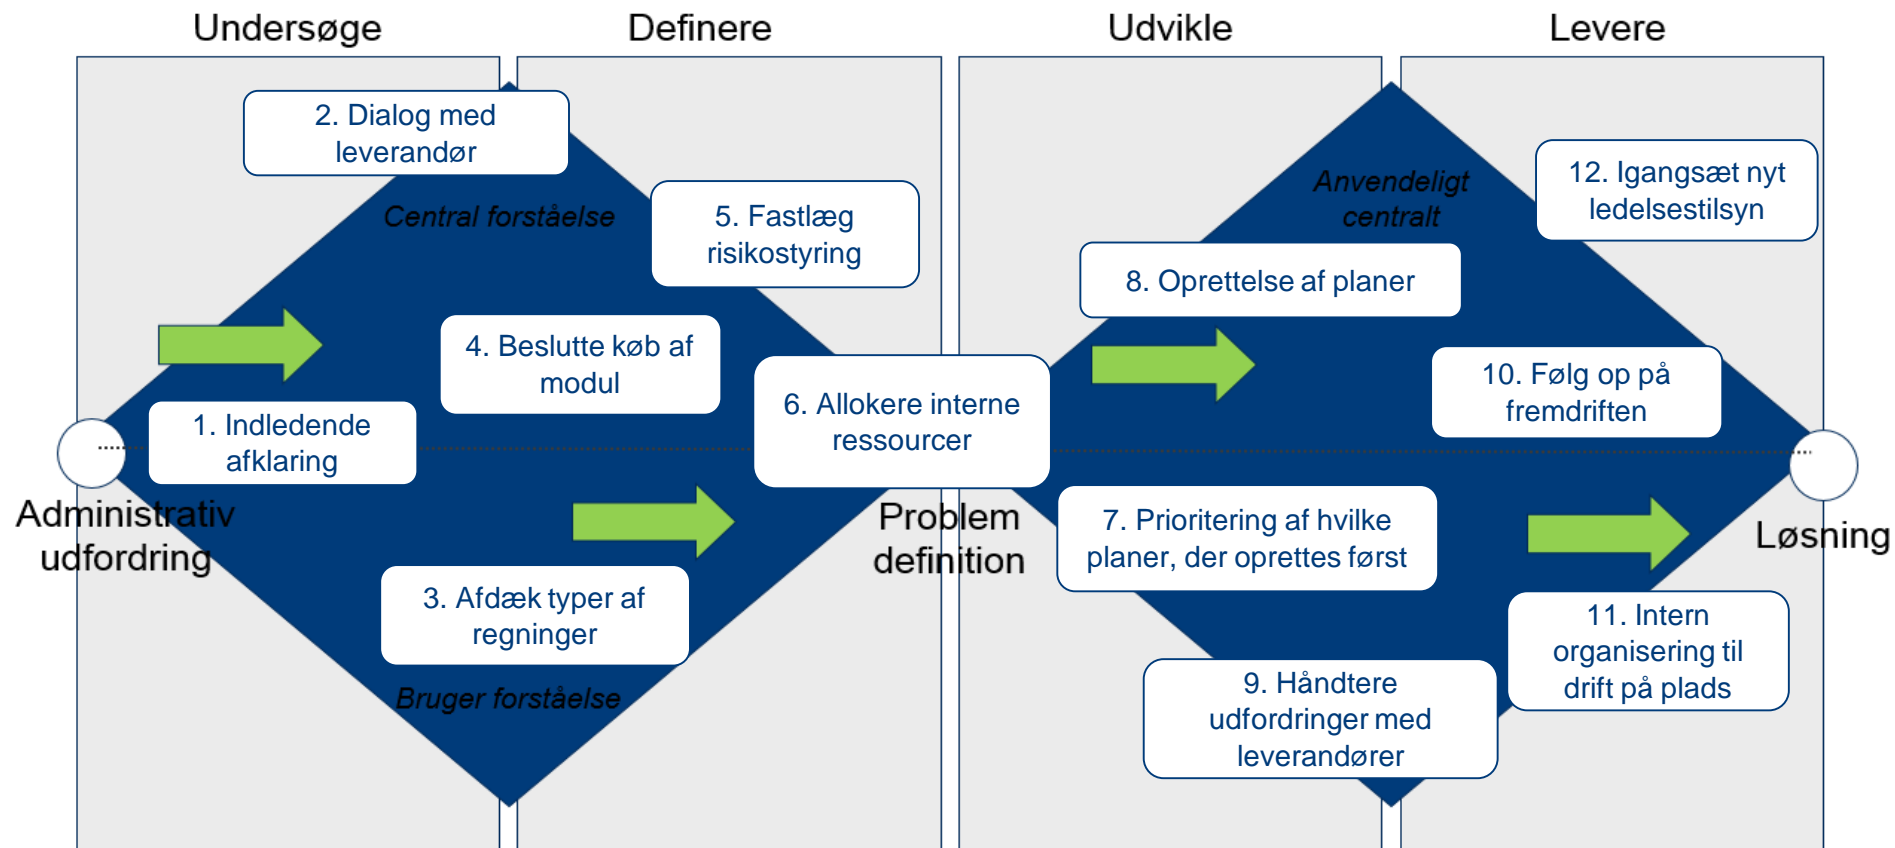 Undersøge
Definere
Udvikle
Levere
2. Dialog med
leverandør
Central forståelse
5. Fastlæg
risikostyring
4. Beslutte køb af
modul
1. Indledende
afklaring
6. Allokere interne
ressourcer
Administrativ
udfordring
3. Afdæk typer af
regninger
Bruger forståelse
Problem
definition
Anvendeligt
centralt
12. Igangsæt nyt
ledelsestilsyn
8. Oprettelse af planer
10. Følg op på
fremdriften
7. Prioritering af hvilke
planer, der oprettes først
Løsning
11. Intern
organisering til
drift på plads
9. Håndtere
udfordringer med
leverandører